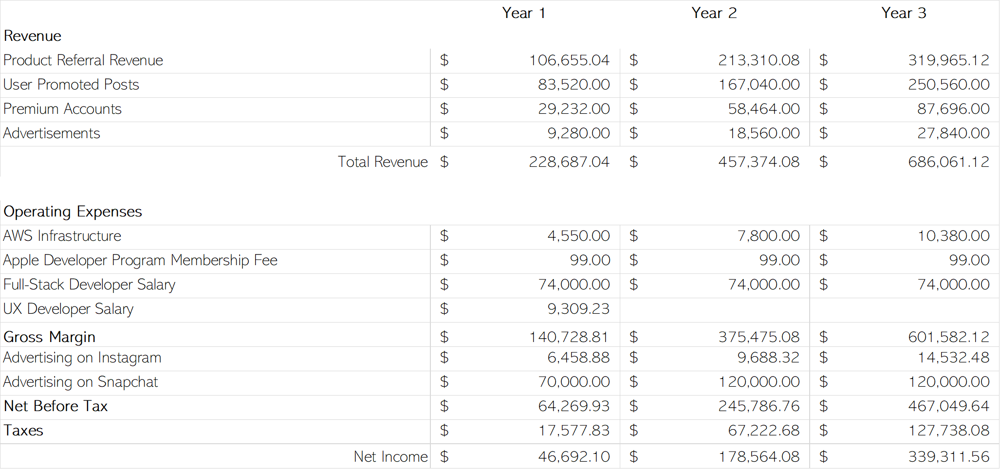 Year 1 Year 2 Year 3
Revenue
Product Referral Revenue $ 106,655.04 $ 213,310.08 $ 319,965.12
User Promoted Posts $ 83,520.00 $ 167,040.00 $ 250,560.00
Premium Accounts $ 29,232.00 $ 58,464.00 $ 87,696.00
Advertisements $ 9,280.00 $ 18,560.00 $ 27,840.00
Total Revenue $ 228,687.04 $ 457,374.08 $ 686,061.12
Operating Expenses
AWS Infrastructure $ 4,550.00 $ 7,800.00 $ 10,380.00
Apple Developer Program Membership Fee $ 99.00 $ 99.00 $ 99.00
Full-Stack Developer Salary $ 74,000.00 $ 74,000.00 $ 74,000.00
UX Developer Salary $ 9,309.23
Gross Margin $ 140,728.81 $ 375,475.08 $ 601,582.12
Advertising on Instagram $ 6,458.88 $ 9,688.32 $ 14,532.48
Advertising on Snapchat $ 70,000.00 $ 120,000.00 $ 120,000.00
Net Before Tax $ 64,269.93 $ 245,786.76 $ 467,049.64
Taxes $ 17,577.83 $ 67,222.68 $ 127,738.08
Net Income $ 46,692.10 $ 178,564.08 $ 339,311.56